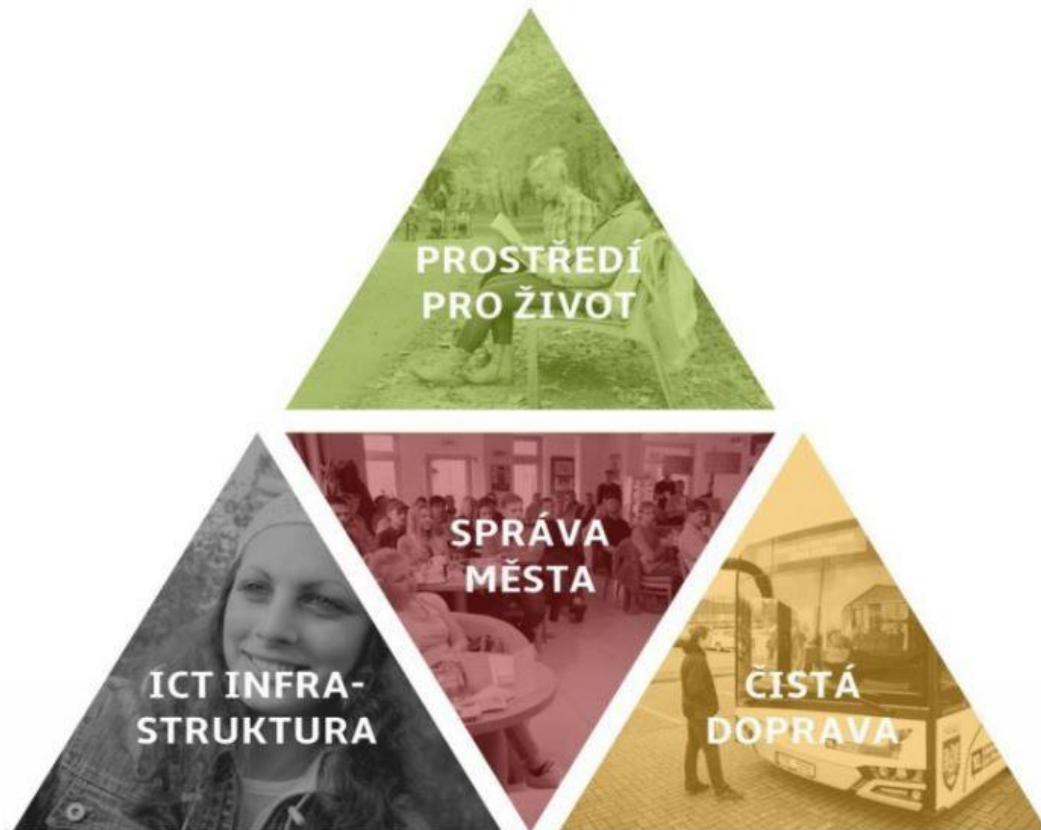 PROSTŘEDÍ
PRO ŽIVOT
SPRÁVA
MĚSTA
ICT INFRA-
STRUKTURA
ČISTÁ
DOPRAVA